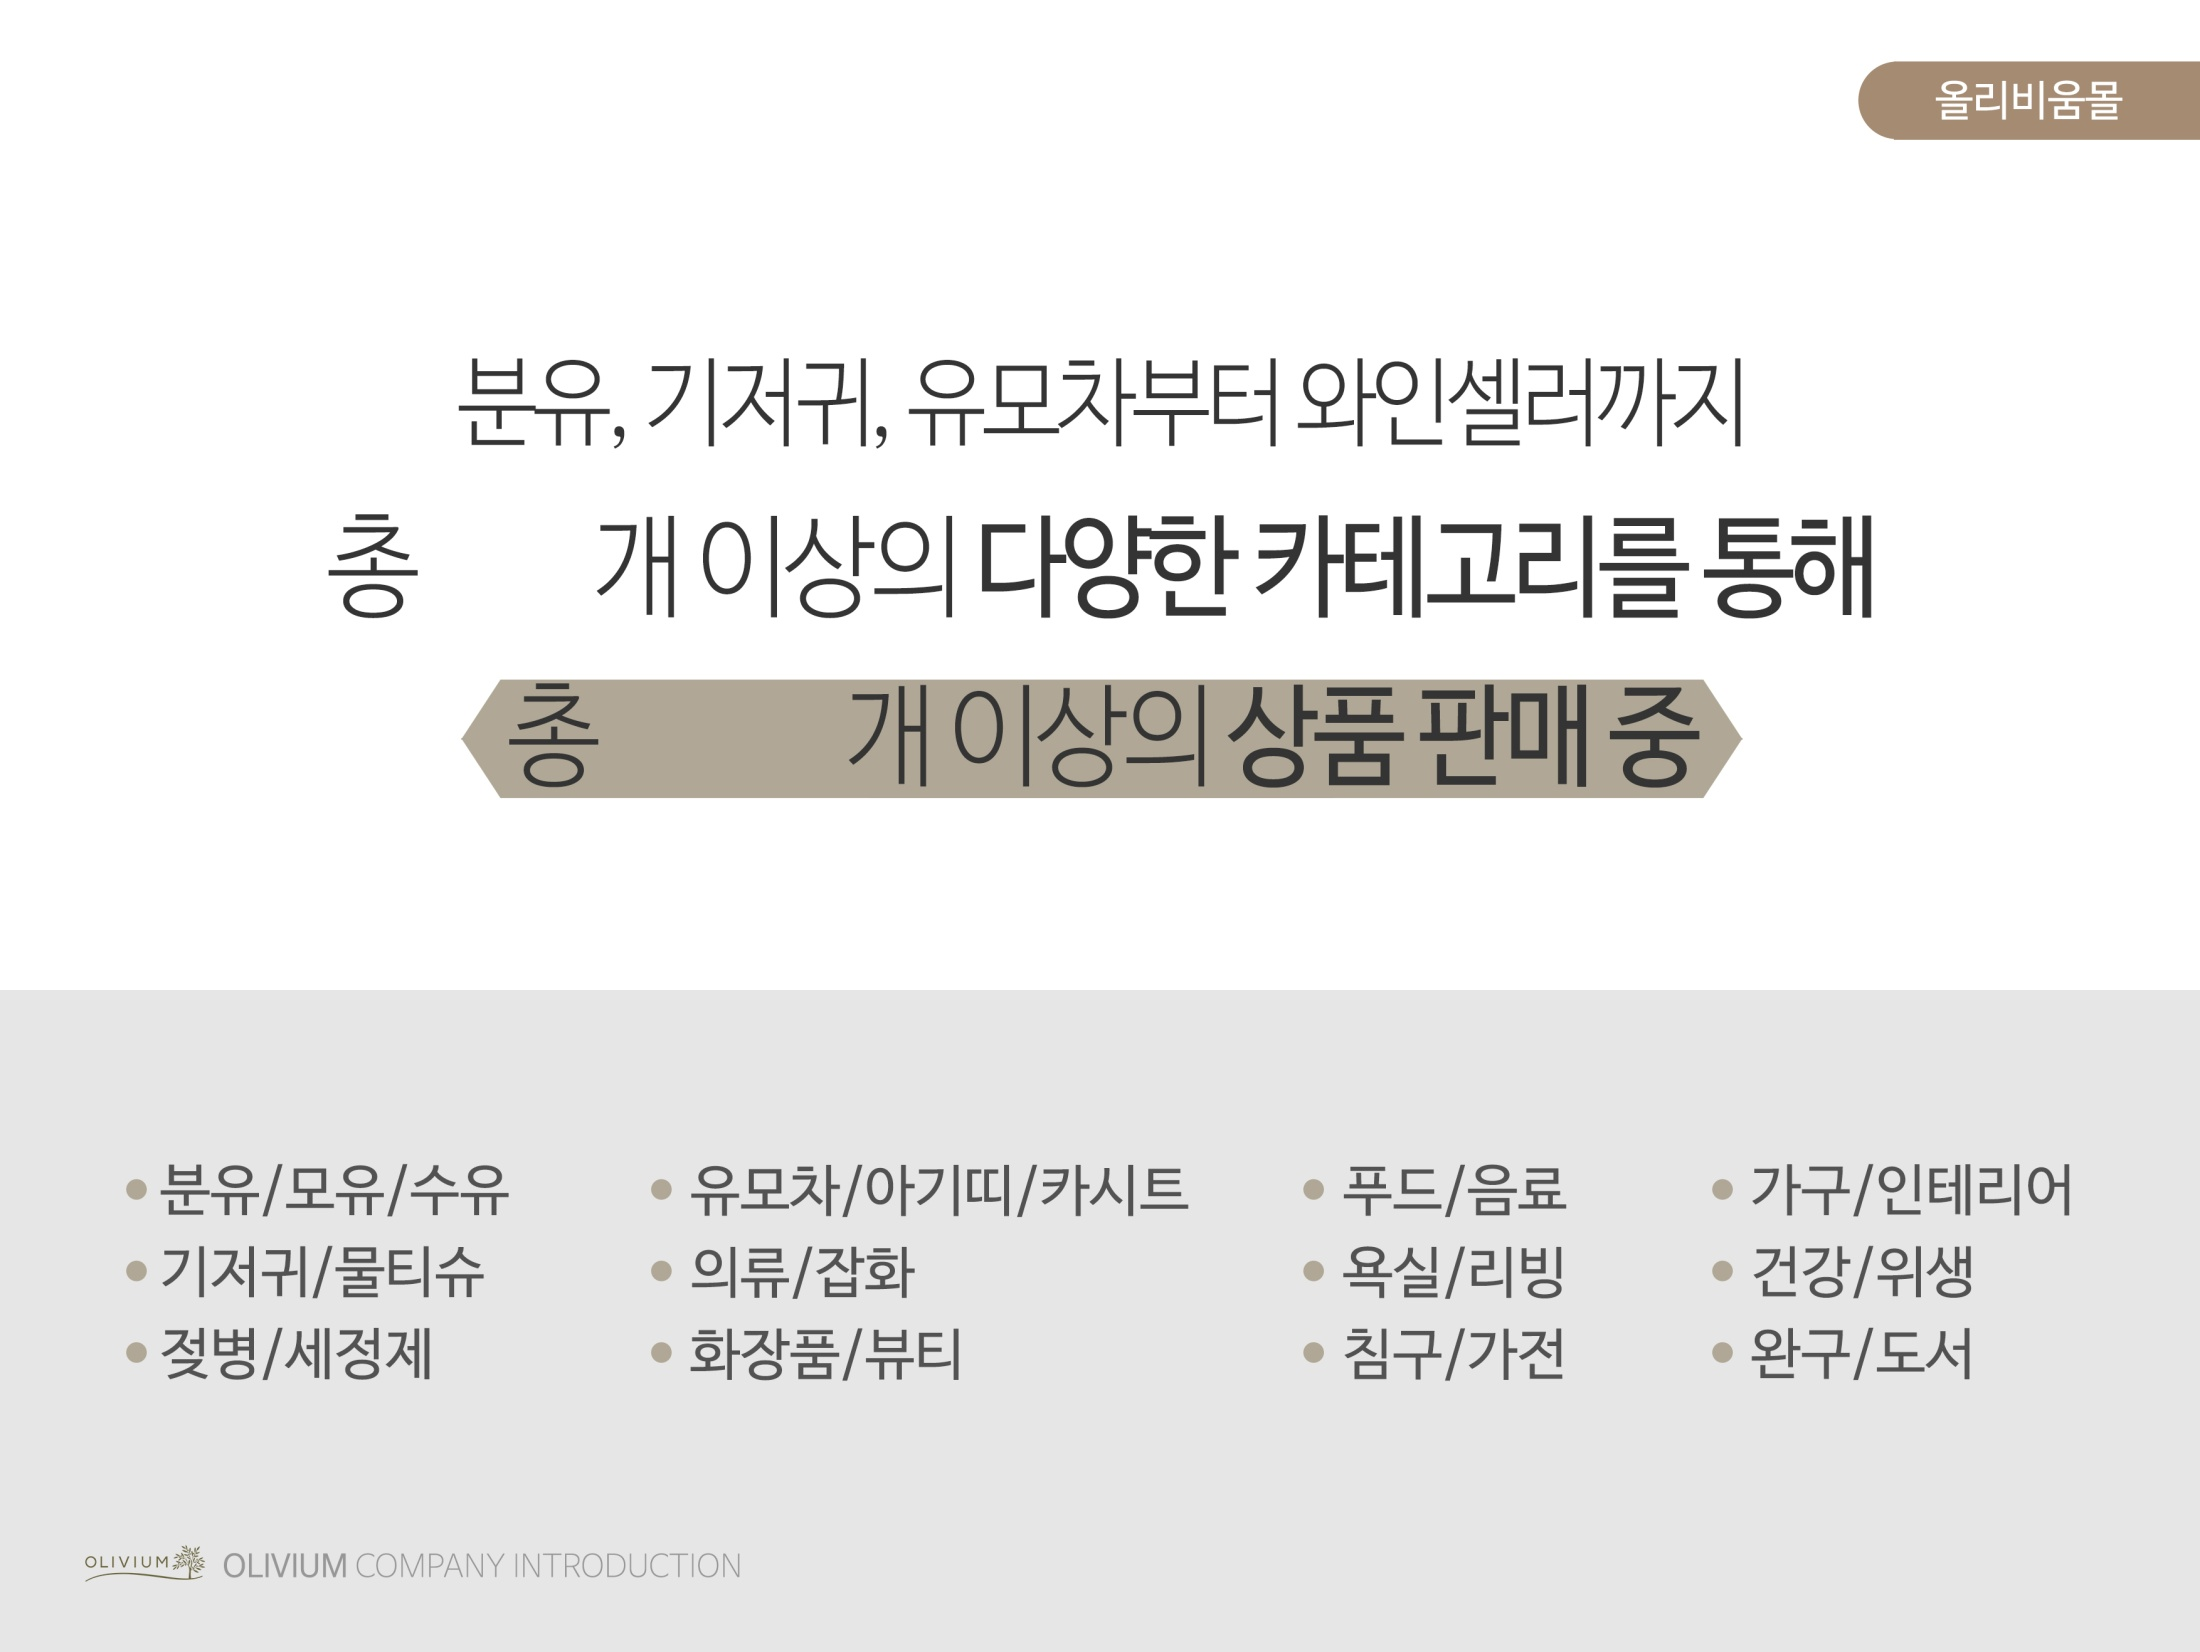 올리비움몰
분유, 기저귀, 유모차부터 와인셀러까지
총 개 이상의 다양한 카테고리를 통해
총 개 이상의 상품 판매 중
분유/모유/수유
기저귀/물티슈
젖병/세정제
유모차/아기띠/카시트
의류/잡화
화장품/뷰티
푸드/음료
욕실/리빙
침구/가전
가구/인테리어
건강/위생
완구/도서
OLIVIUM
OLIVIUM COMPANY INTRODUCTION